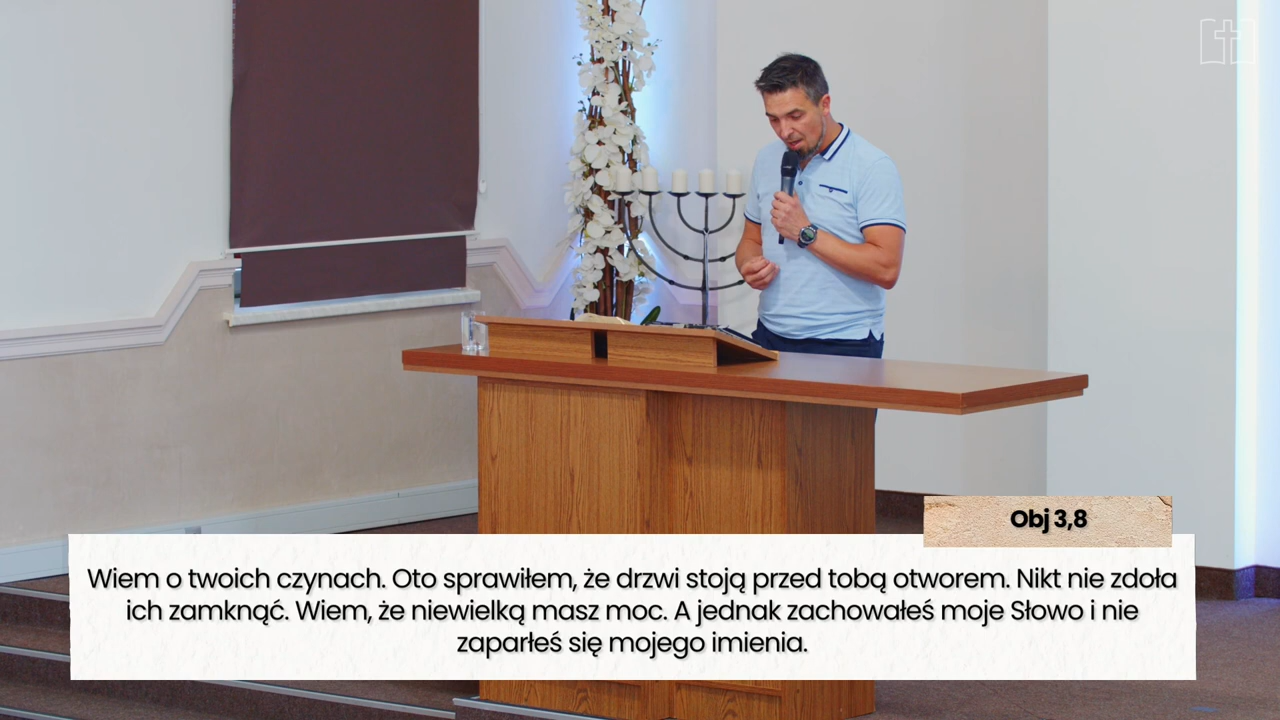 Obj 3,8
Wiem o twoich czynach. Oto sprawiłem, że drzwi stoją przed tobą otworem. Nikt nie zdoła
ich zamknąć. Wiem, że niewielką masz moc. A jednak zachowałeś moje Słowo i nie
zaparłeś się mojego imienia.